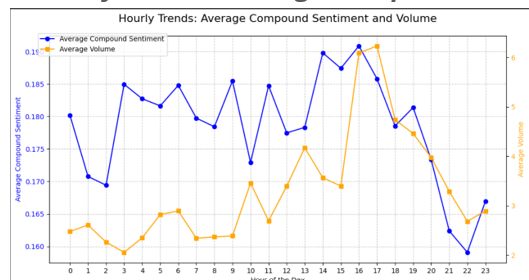 Hourly Trends: Average Compound Sentiment and Volume
Average Compound Sentiment
Average Volume
0.190
0.185
0.180
0.175
0.170
0.165
0.160
Average Compound Sentiment
6
5
4
3
2
Average Volume
0 1 2 3 4 5 6 7 8 9 10 11 12 13 14 15 16 17 18 19 20 21 22 23
Hour of the Day